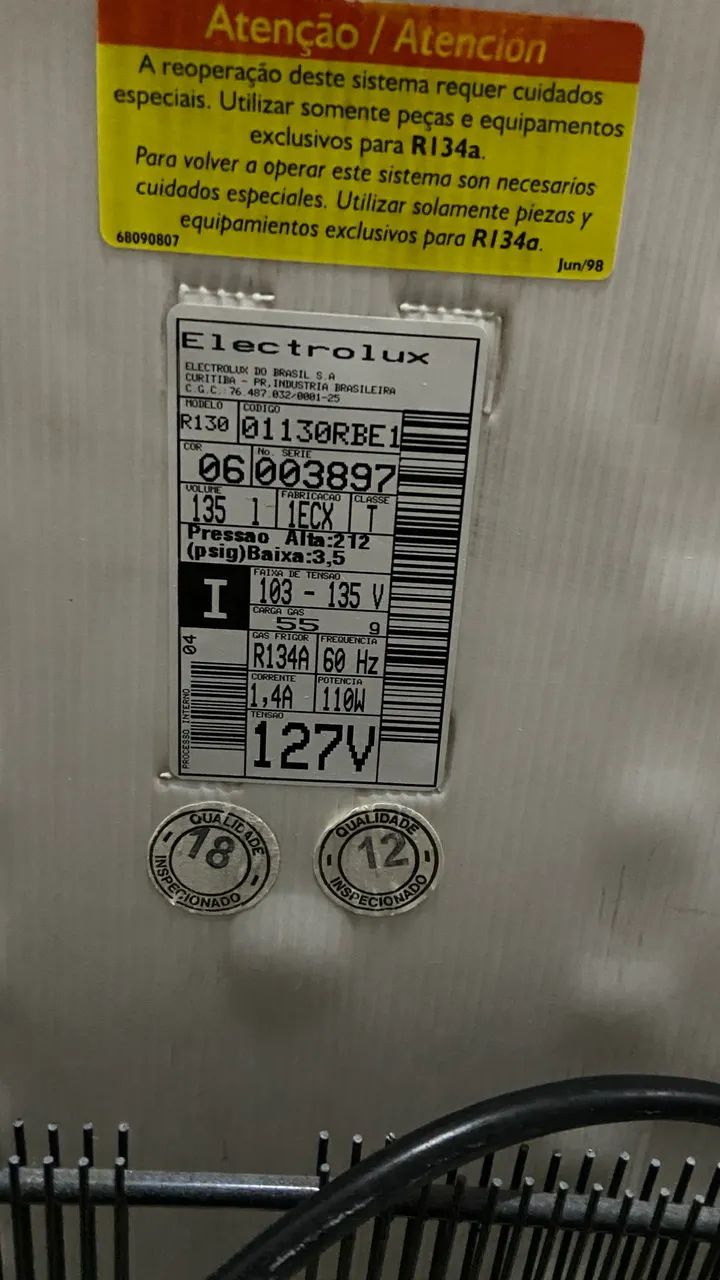 Atenção / Atención
A reoperação deste sistema requer cuidados
especiais. Utilizar somente peças e equipamentos
exclusivos para R134a.
Para volver a operar este sistema son necesarios
cuidados especiales. Utilizar solamente piezas y
equipamientos exclusivos para R134a.
68090807
Jun/98
Electrolux
ELECTROLUX DO BRASIL S.A
CURITIBA - PR,INDUSTRIA BRASILEIRA
C.G.C.:76.487.032/0001-25
MODELO CODIGO
R130 01130RBE1
COR No. SERIE
06 003897
VOLUME FABRICACAO CLASSE
135 l 1ECX T
Pressao Alta:212
(psig)Baixa:3,5
FAIXA DE TENSAO
I 103 - 135 V
CARGA GAS
55 g
GAS FRIGOR FREQUENCIA
R134A 60 Hz
CORRENTE POTENCIA
1,4A 110W
TENSAO
127V
04
PROCESSO INTERNO
QUALIDADE
18
INSPECIONADO
QUALIDADE
12
INSPECIONADO